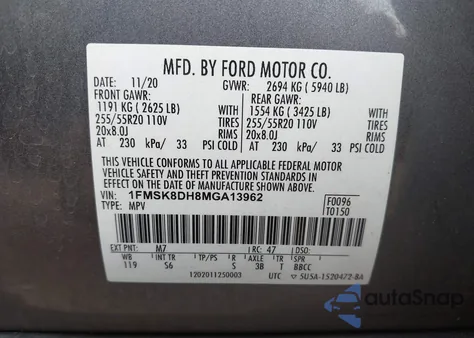 MFD. BY FORD MOTOR CO.
DATE: 11/20 GVWR: 2694 KG ( 5940 LB)
FRONT GAWR: REAR GAWR:
1191 KG ( 2625 LB) WITH 1554 KG ( 3425 LB) WITH
255/55R20 110V TIRES 255/55R20 110V TIRES
20x8.0J RIMS 20x8.0J RIMS
AT 230 kPa/ 33 PSI COLD AT 230 kPa/ 33 PSI COLD
THIS VEHICLE CONFORMS TO ALL APPLICABLE FEDERAL MOTOR
VEHICLE SAFETY AND THEFT PREVENTION STANDARDS IN
EFFECT ON THE DATE OF MANUFACTURE SHOWN ABOVE.
VIN: 1FMSK8DH8MGA13962 F0096
TYPE: MPV T0150
EXT PNT: M7 RC: 47 DSO:
WB INT TR TP/PS R AXLE TR SPR
119 S6 S 3B T BBCC
1202011250003 UTC 5USA-1520472-BA
autoSnap